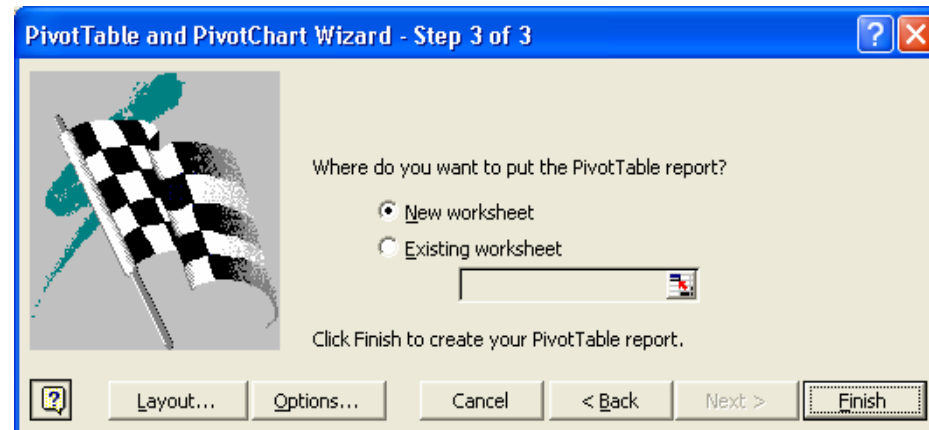 PivotTable and PivotChart Wizard - Step 3 of 3
Where do you want to put the PivotTable report?
New worksheet
Existing worksheet
Click Finish to create your PivotTable report.
Layout... Options... Cancel < Back Next > Finish